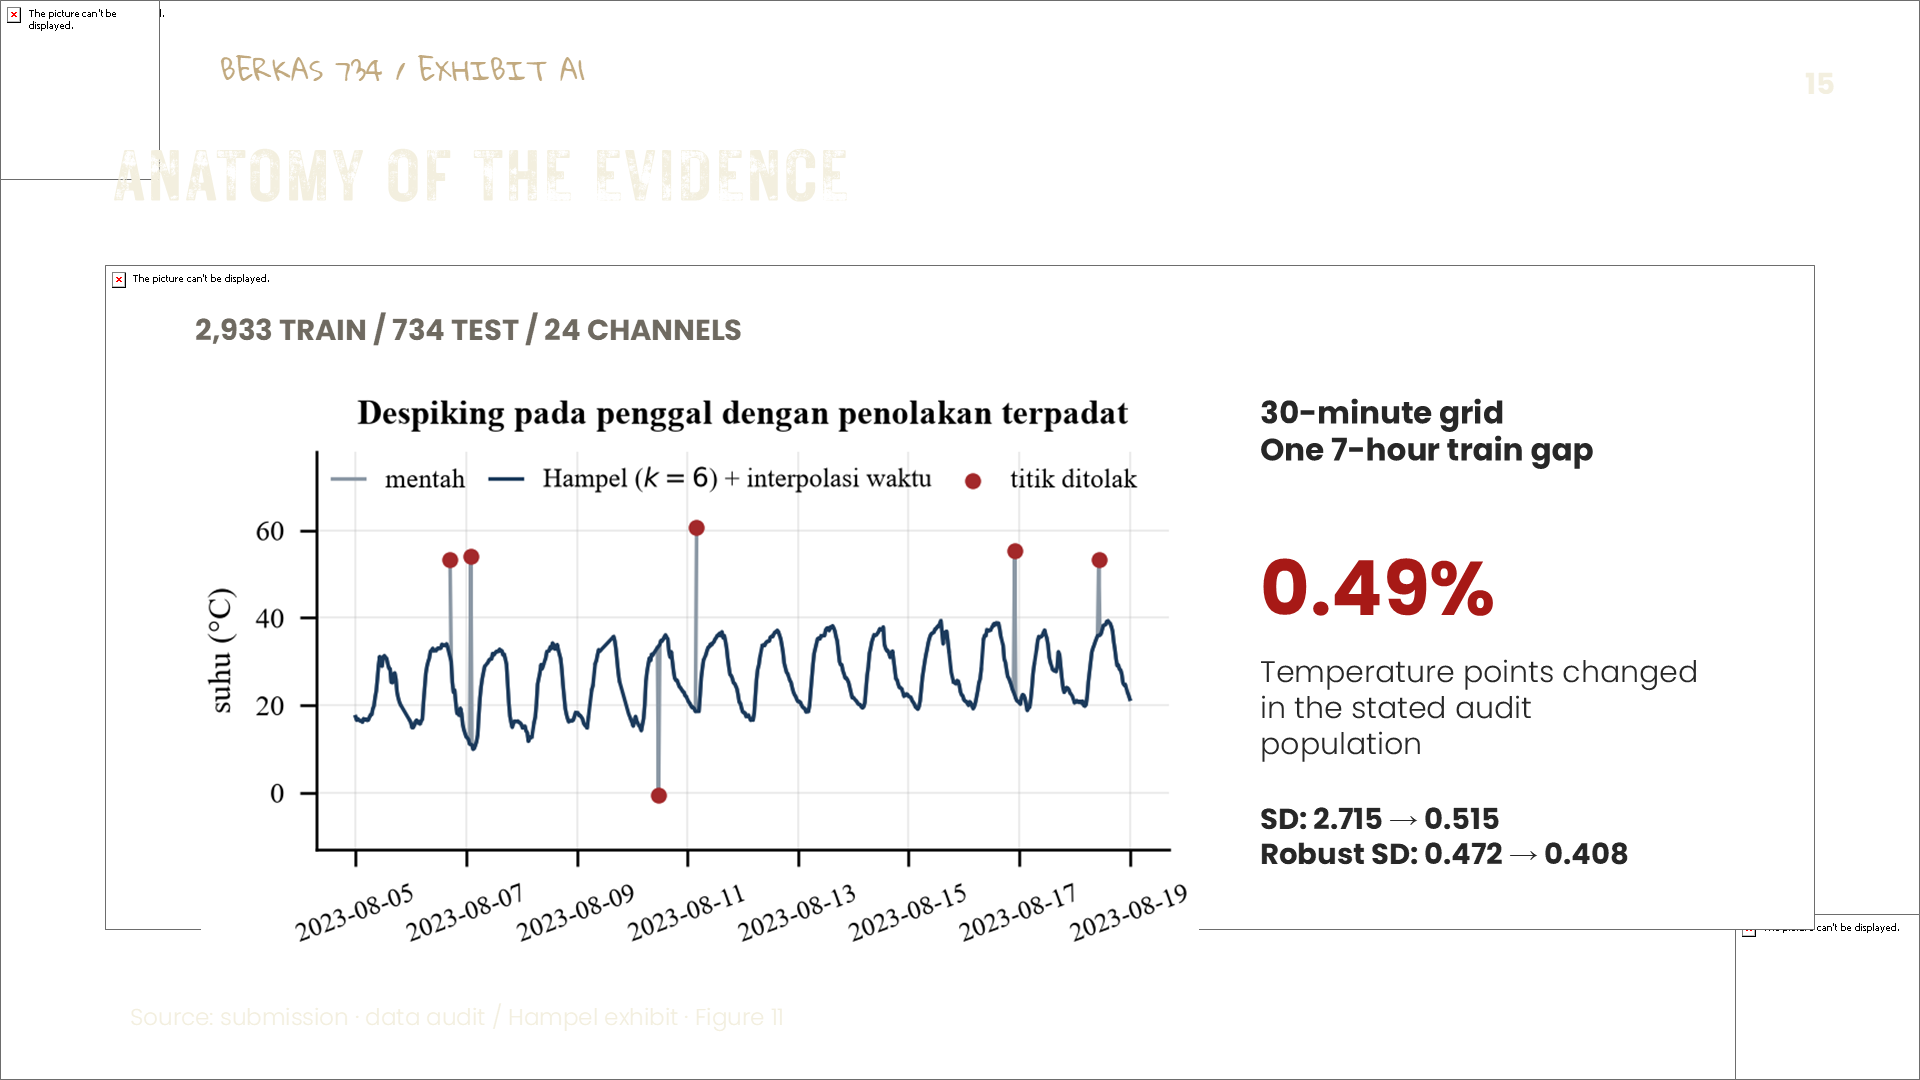 The picture can't be
displayed.
BERKAS 734 / EXHIBIT A1
15
ANATOMY OF THE EVIDENCE
The picture can't be displayed.
2,933 TRAIN / 734 TEST / 24 CHANNELS
Despiking pada penggal dengan penolakan terpadat
mentah
Hampel (k = 6) + interpolasi waktu
titik ditolak
suhu (°C)
60
40
20
0
2023-08-05
2023-08-07
2023-08-09
2023-08-11
2023-08-13
2023-08-15
2023-08-17
2023-08-19
30-minute grid
One 7-hour train gap
0.49%
Temperature points changed
in the stated audit
population
SD: 2.715 → 0.515
Robust SD: 0.472 → 0.408
can't be displayed.
Source: submission · data audit / Hampel exhibit · Figure 11